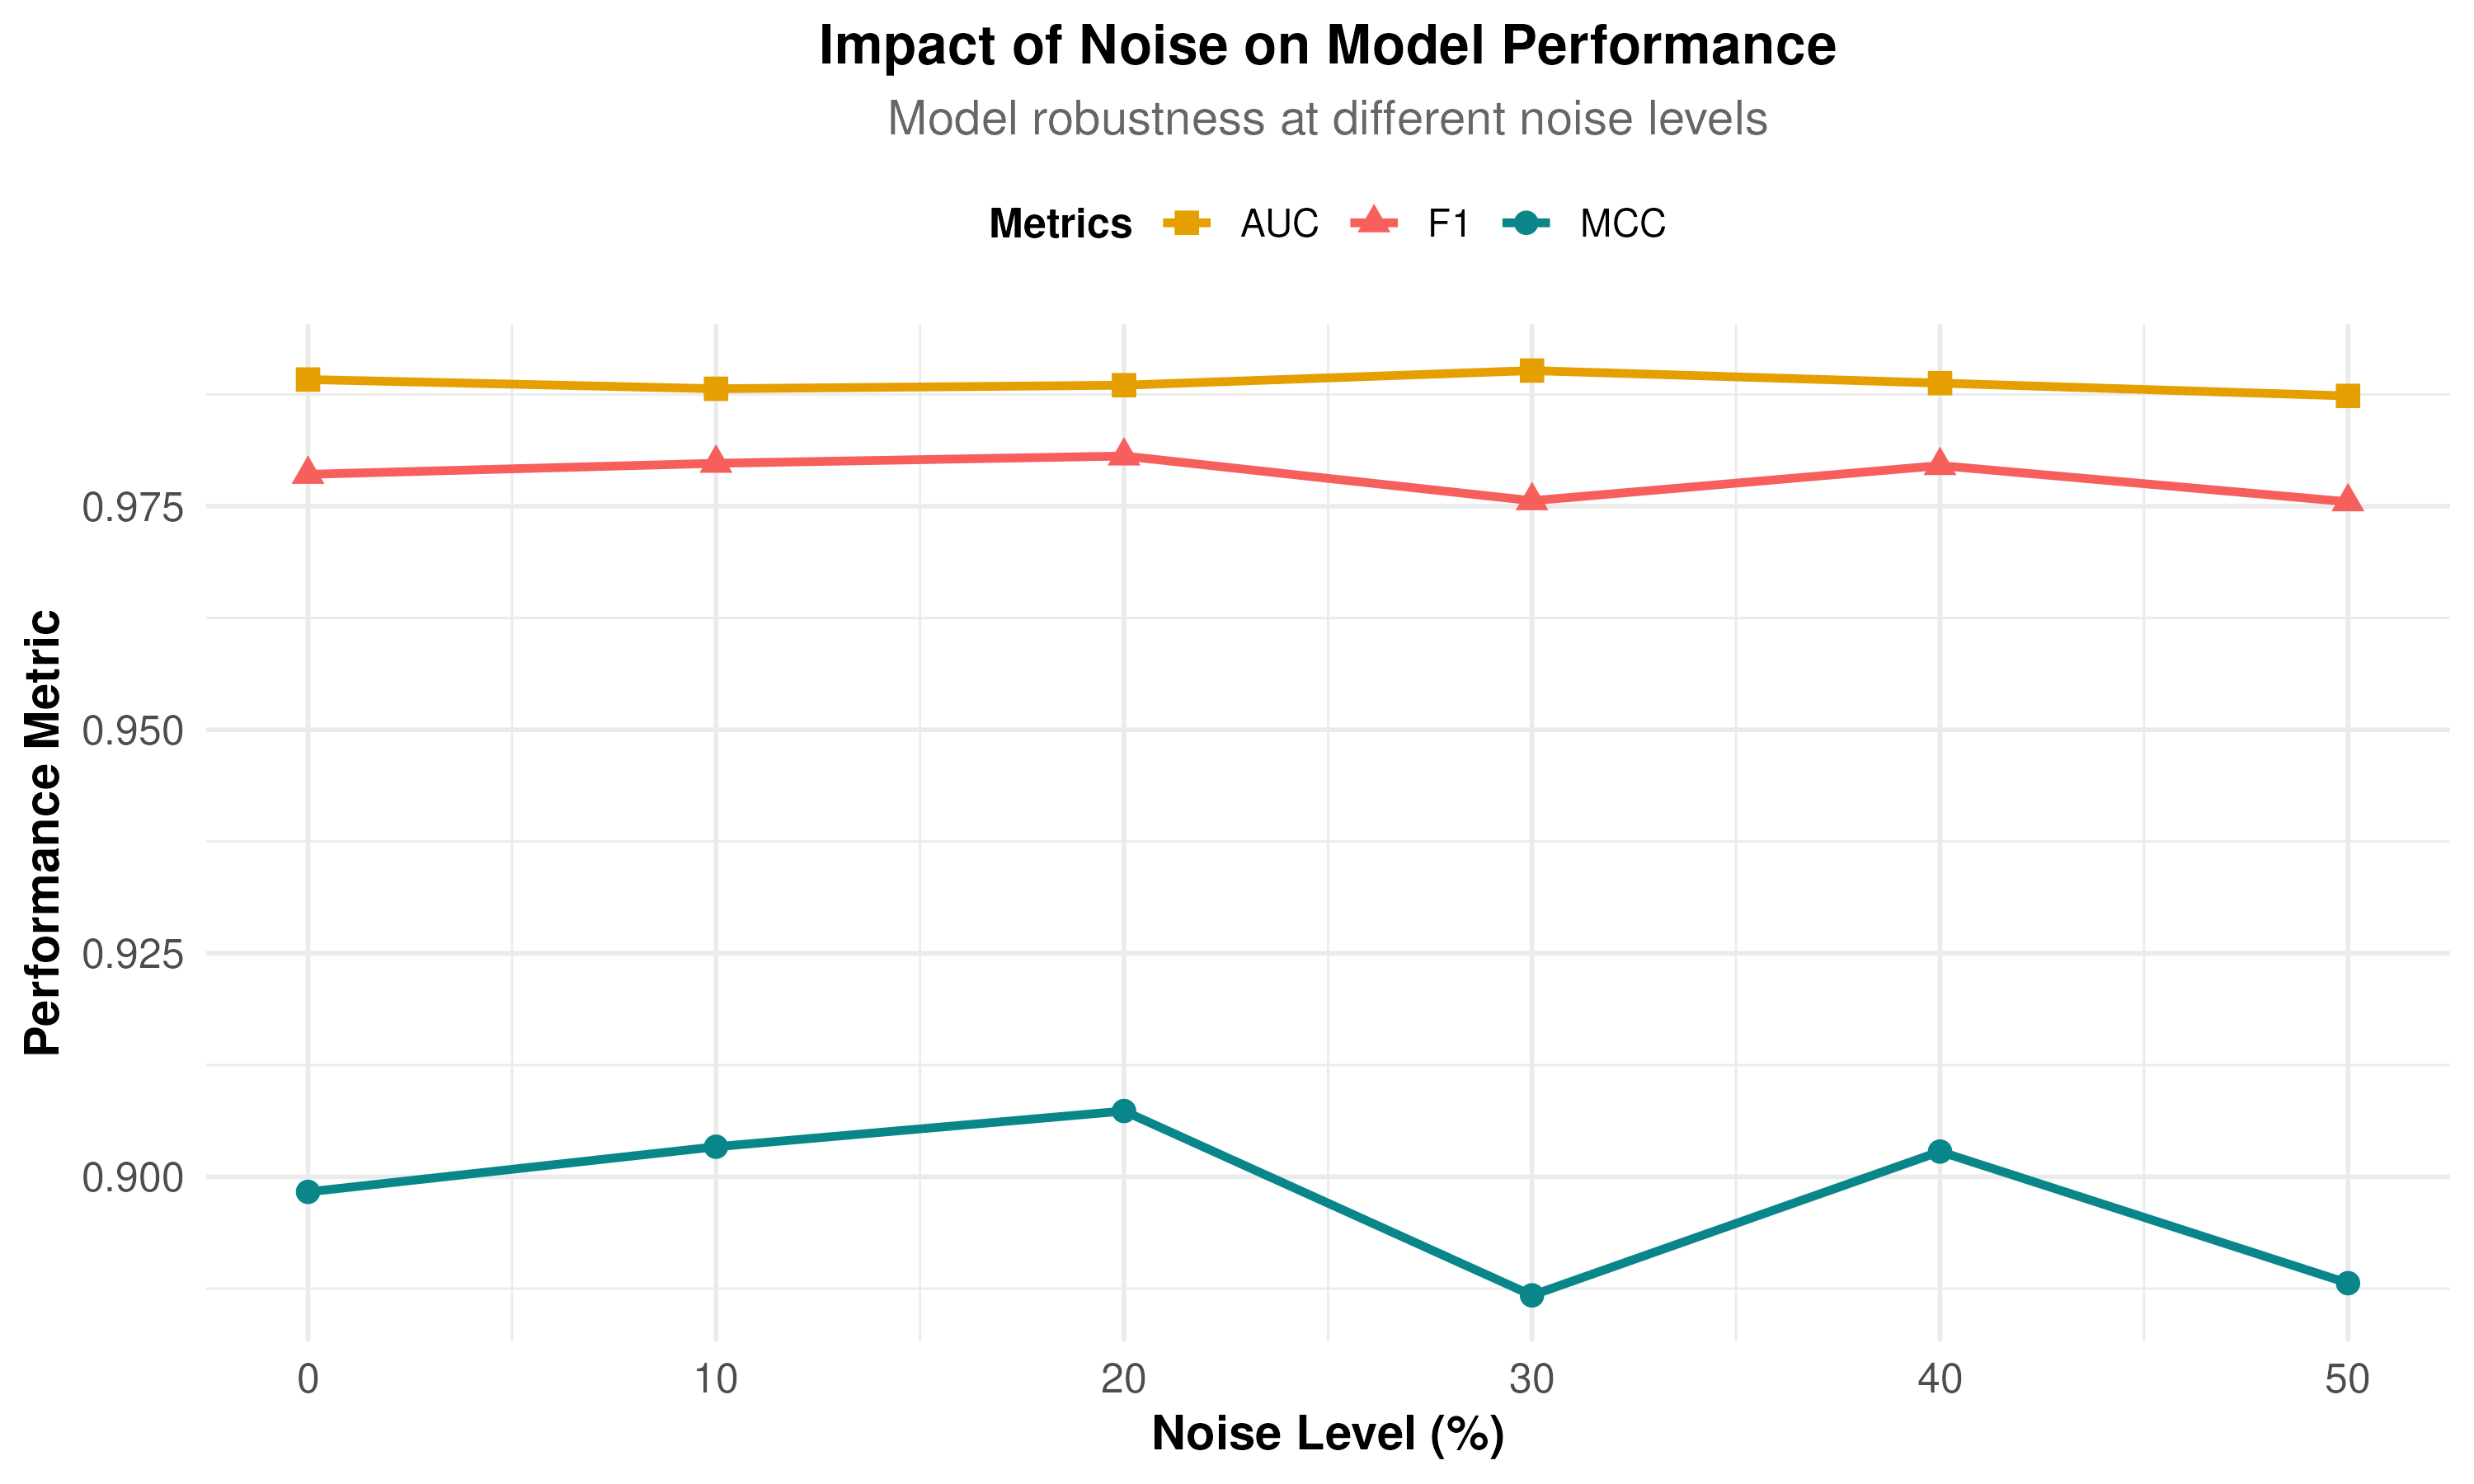 Impact of Noise on Model Performance
Model robustness at different noise levels
Metrics AUC F1 MCC
Performance Metric
0.975
0.950
0.925
0.900
0 10 20 30 40 50
Noise Level (%)